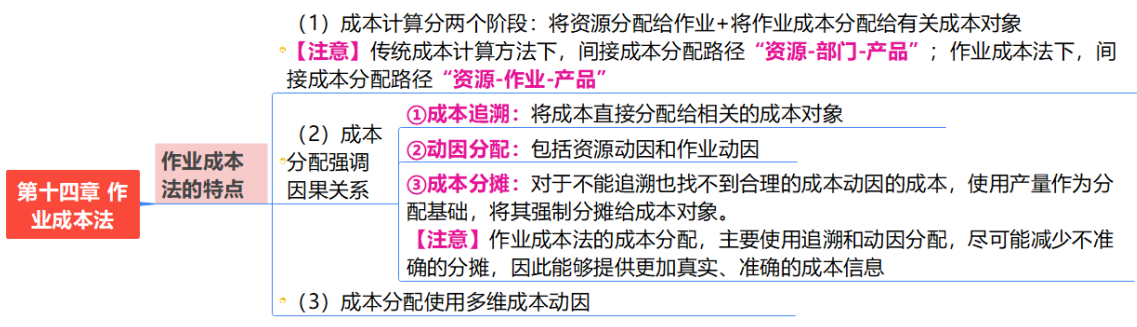 第十四章 作
业成本法
作业成本
法的特点
（1）成本计算分两个阶段：将资源分配给作业+将作业成本分配给有关成本对象
【注意】传统成本计算方法下，间接成本分配路径“资源-部门-产品”；作业成本法下，间
接成本分配路径“资源-作业-产品”
（2）成本
分配强调
因果关系
①成本追溯：将成本直接分配给相关的成本对象
②动因分配：包括资源动因和作业动因
③成本分摊：对于不能追溯也找不到合理的成本动因的成本，使用产量作为分
配基础，将其强制分摊给成本对象。
【注意】作业成本法的成本分配，主要使用追溯和动因分配，尽可能减少不准
确的分摊，因此能够提供更加真实、准确的成本信息
（3）成本分配使用多维成本动因